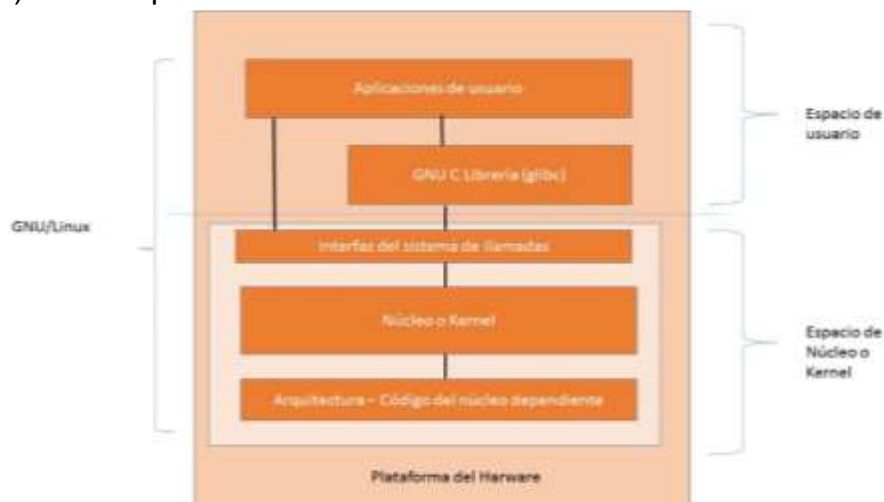 Aplicaciones de usuario
Espacio de
usuario
GNU C Libreria (glibc)
GNU/Linux
Interfaz del sistema de llamadas
Núcleo o Kernel
Espacio de
Núcleo o
Kernel
Arquitectura – Código del núcleo dependiente
Plataforma del Harware